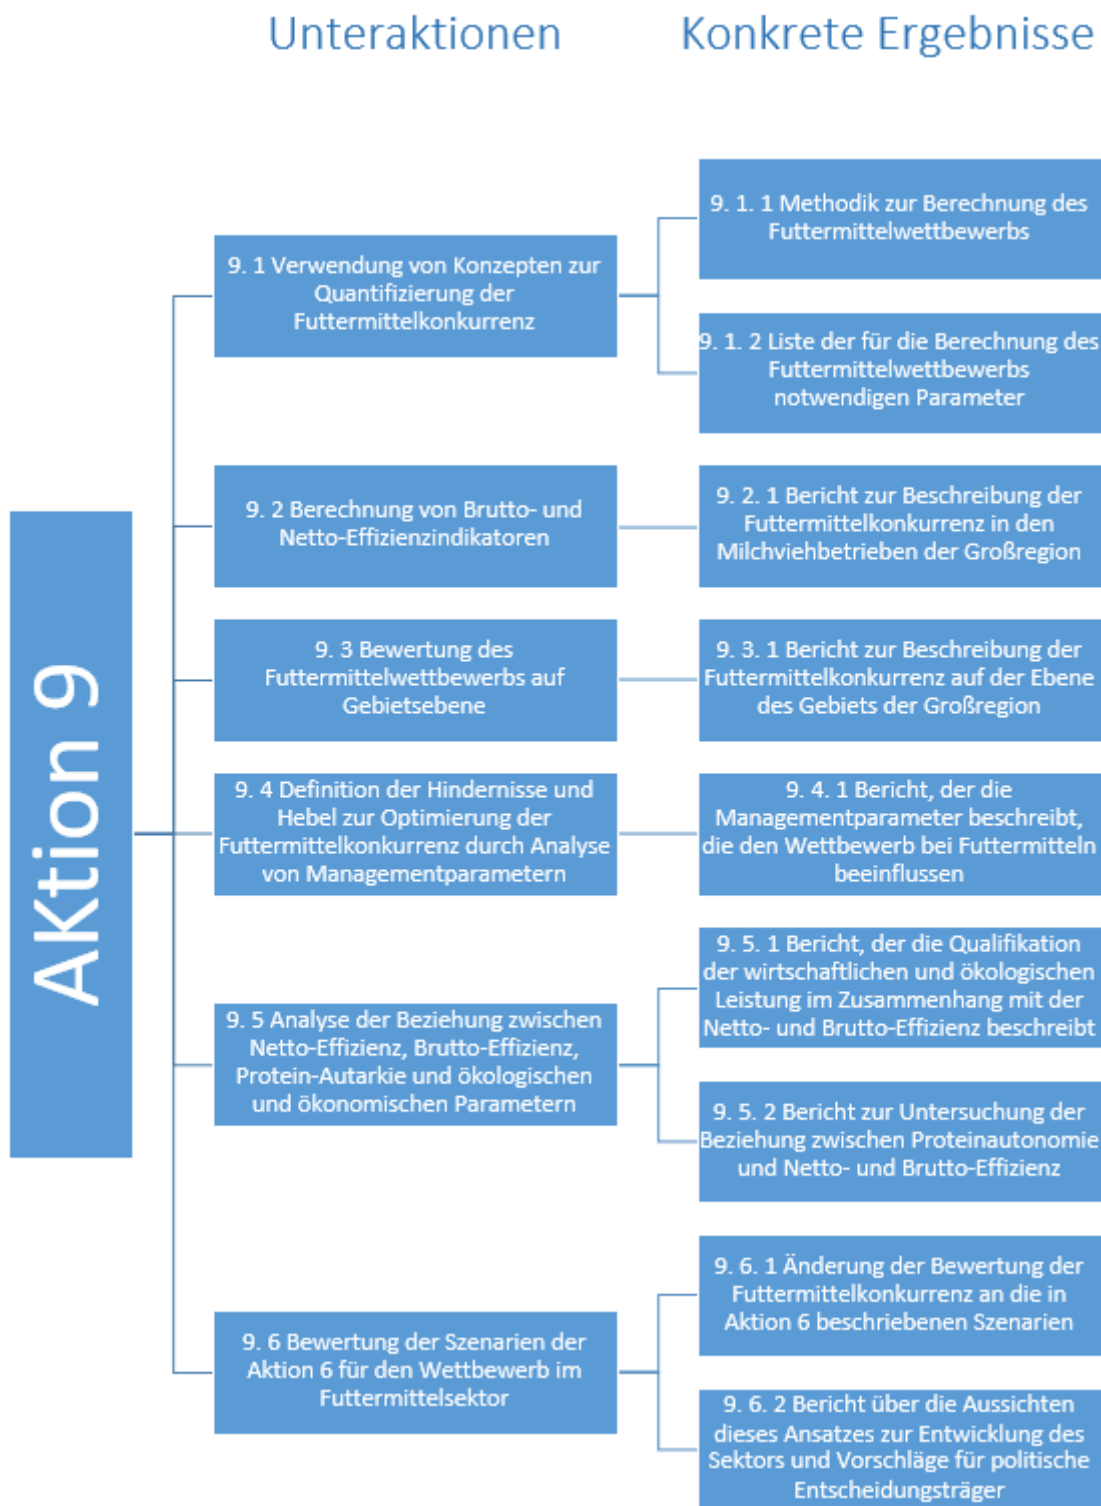 Unteraktionen
Konkrete Ergebnisse
AKtion 9
9. 1 Verwendung von Konzepten zur
Quantifizierung der
Futtermittelkonkurrenz
9. 1. 1 Methodik zur Berechnung des
Futtermittelwettbewerbs
9. 1. 2 Liste der für die Berechnung des
Futtermittelwettbewerbs
notwendigen Parameter
9. 2 Berechnung von Brutto- und
Netto-Effizienzindikatoren
9. 2. 1 Bericht zur Beschreibung der
Futtermittelkonkurrenz in den
Milchviehbetrieben der Großregion
9. 3 Bewertung des
Futtermittelwettbewerbs auf
Gebietsebene
9. 3. 1 Bericht zur Beschreibung der
Futtermittelkonkurrenz auf der Ebene
des Gebiets der Großregion
9. 4 Definition der Hindernisse und
Hebel zur Optimierung der
Futtermittelkonkurrenz durch Analyse
von Managementparametern
9. 4. 1 Bericht, der die
Managementparameter beschreibt,
die den Wettbewerb bei Futtermitteln
beeinflussen
9. 5 Analyse der Beziehung zwischen
Netto-Effizienz, Brutto-Effizienz,
Protein-Autarkie und ökologischen
und ökonomischen Parametern
9. 5. 1 Bericht, der die Qualifikation
der wirtschaftlichen und ökologischen
Leistung im Zusammenhang mit der
Netto- und Brutto-Effizienz beschreibt
9. 5. 2 Bericht zur Untersuchung der
Beziehung zwischen Proteinautonomie
und Netto- und Brutto-Effizienz
9. 6 Bewertung der Szenarien der
Aktion 6 für den Wettbewerb im
Futtermittelsektor
9. 6. 1 Änderung der Bewertung der
Futtermittelkonkurrenz an die in
Aktion 6 beschriebenen Szenarien
9. 6. 2 Bericht über die Aussichten
dieses Ansatzes zur Entwicklung des
Sektors und Vorschläge für politische
Entscheidungsträger